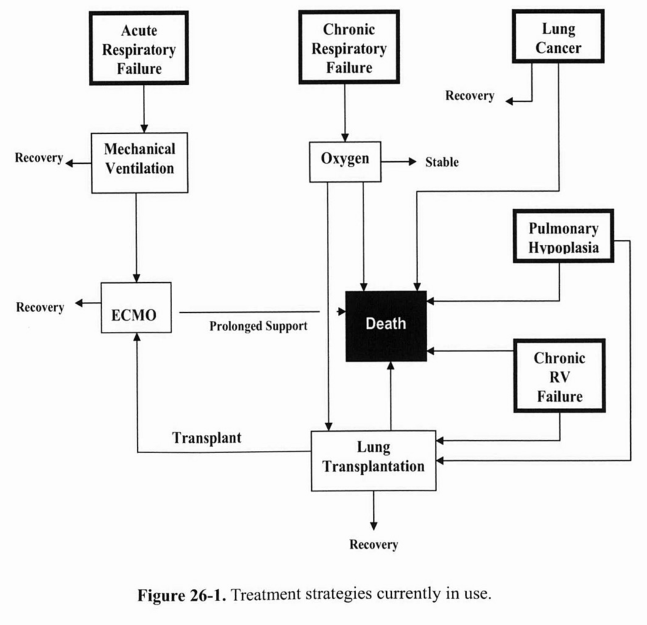 Acute
Respiratory
Failure
Chronic
Respiratory
Failure
Lung
Cancer
Recovery
Recovery
Mechanical
Ventilation
Oxygen
Stable
Pulmonary
Hypoplasia
Recovery
ECMO
Prolonged Support
Death
Chronic
RV
Failure
Transplant
Lung
Transplantation
Recovery
Figure 26-1. Treatment strategies currently in use.